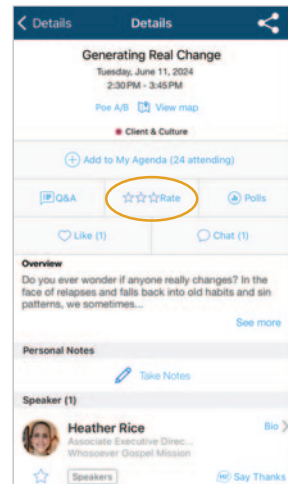 Details Details
Generating Real Change
Tuesday, June 11, 2024
2:30PM - 3:45PM
Poe A/B View map
Client & Culture
Add to My Agenda (24 attending)
Q&A Rate Polls
Like (1) Chat (1)
Overview
Do you ever wonder if anyone really changes? In the
face of relapses and falls back into old habits and sin
patterns, we sometimes...
See more
Personal Notes
Take Notes
Speaker (1)
Heather Rice Bio
Associate Executive Direc...
Whosoever Gospel Mission
Speakers Say Thanks